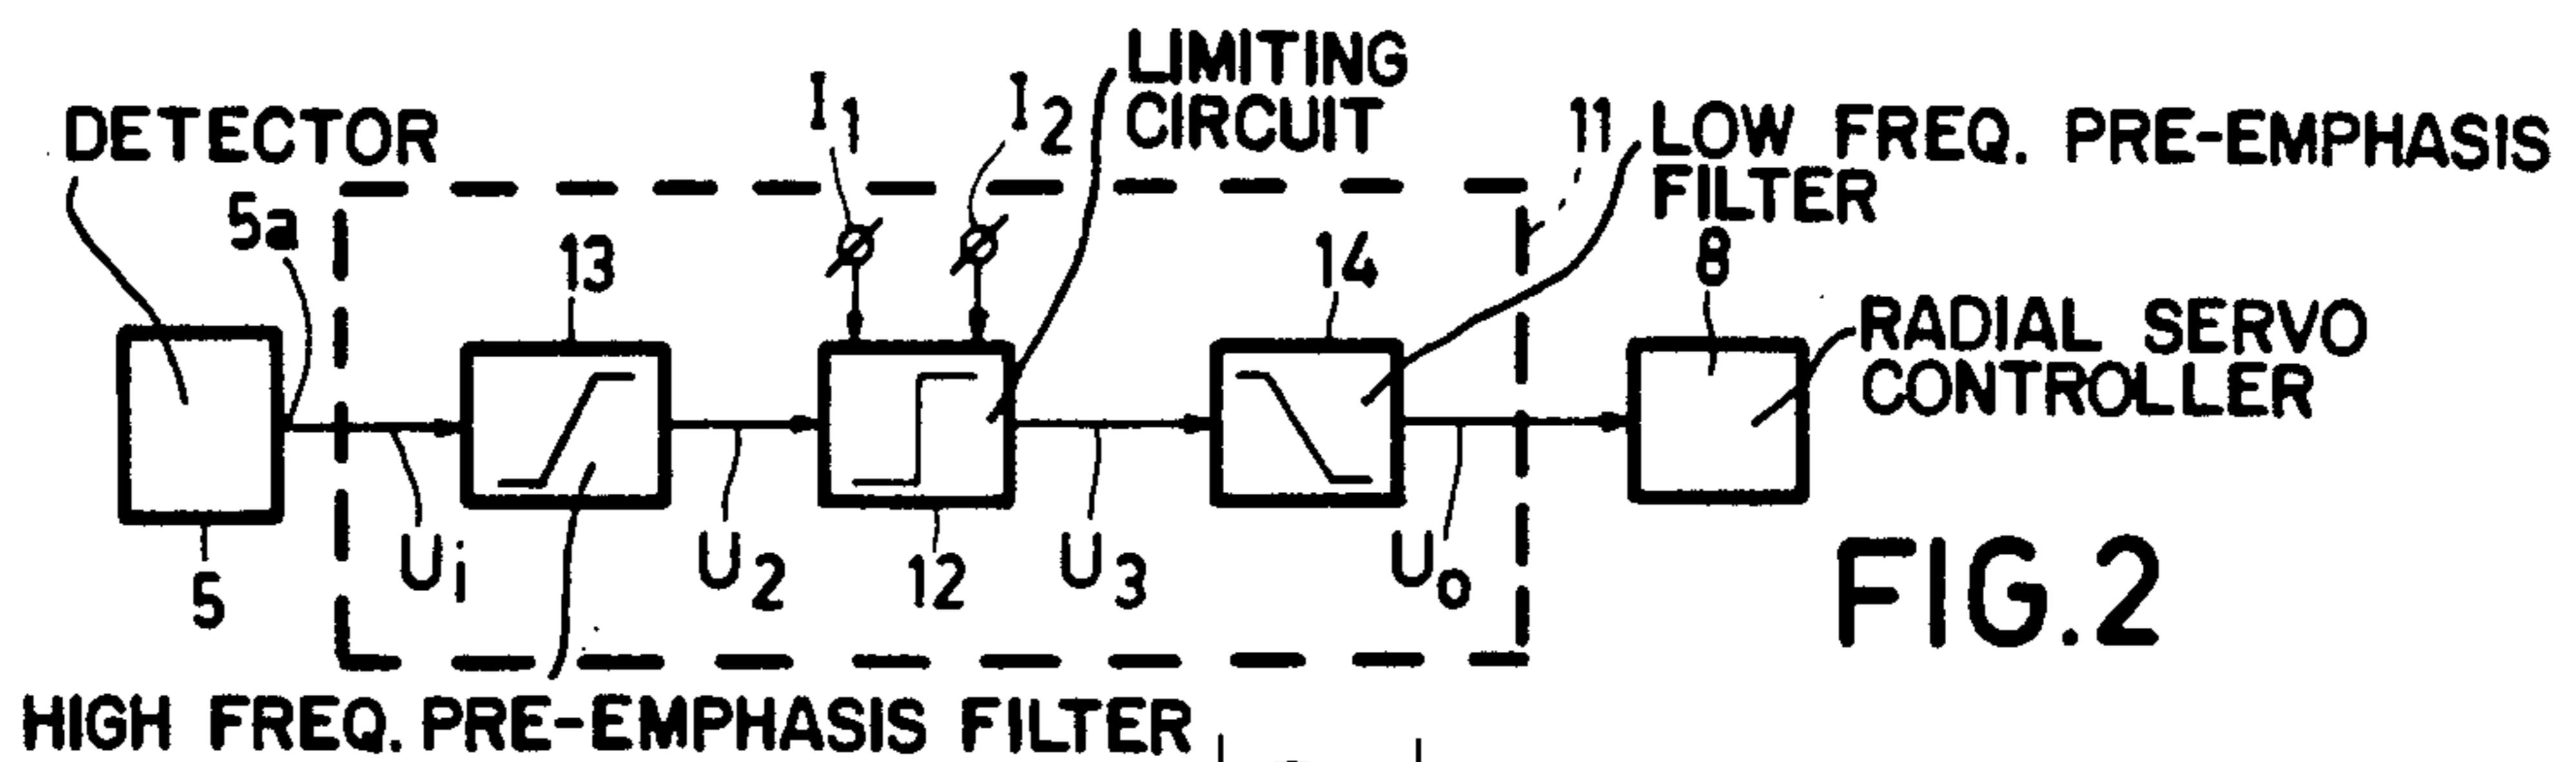 LIMITING
CIRCUIT
DETECTOR
I1
I2
11
LOW FREQ. PRE-EMPHASIS
FILTER
5a
13
14
8
RADIAL SERVO
CONTROLLER
Ui
U2
U3
Uo
5
12
FIG.2
HIGH FREQ. PRE-EMPHASIS FILTER